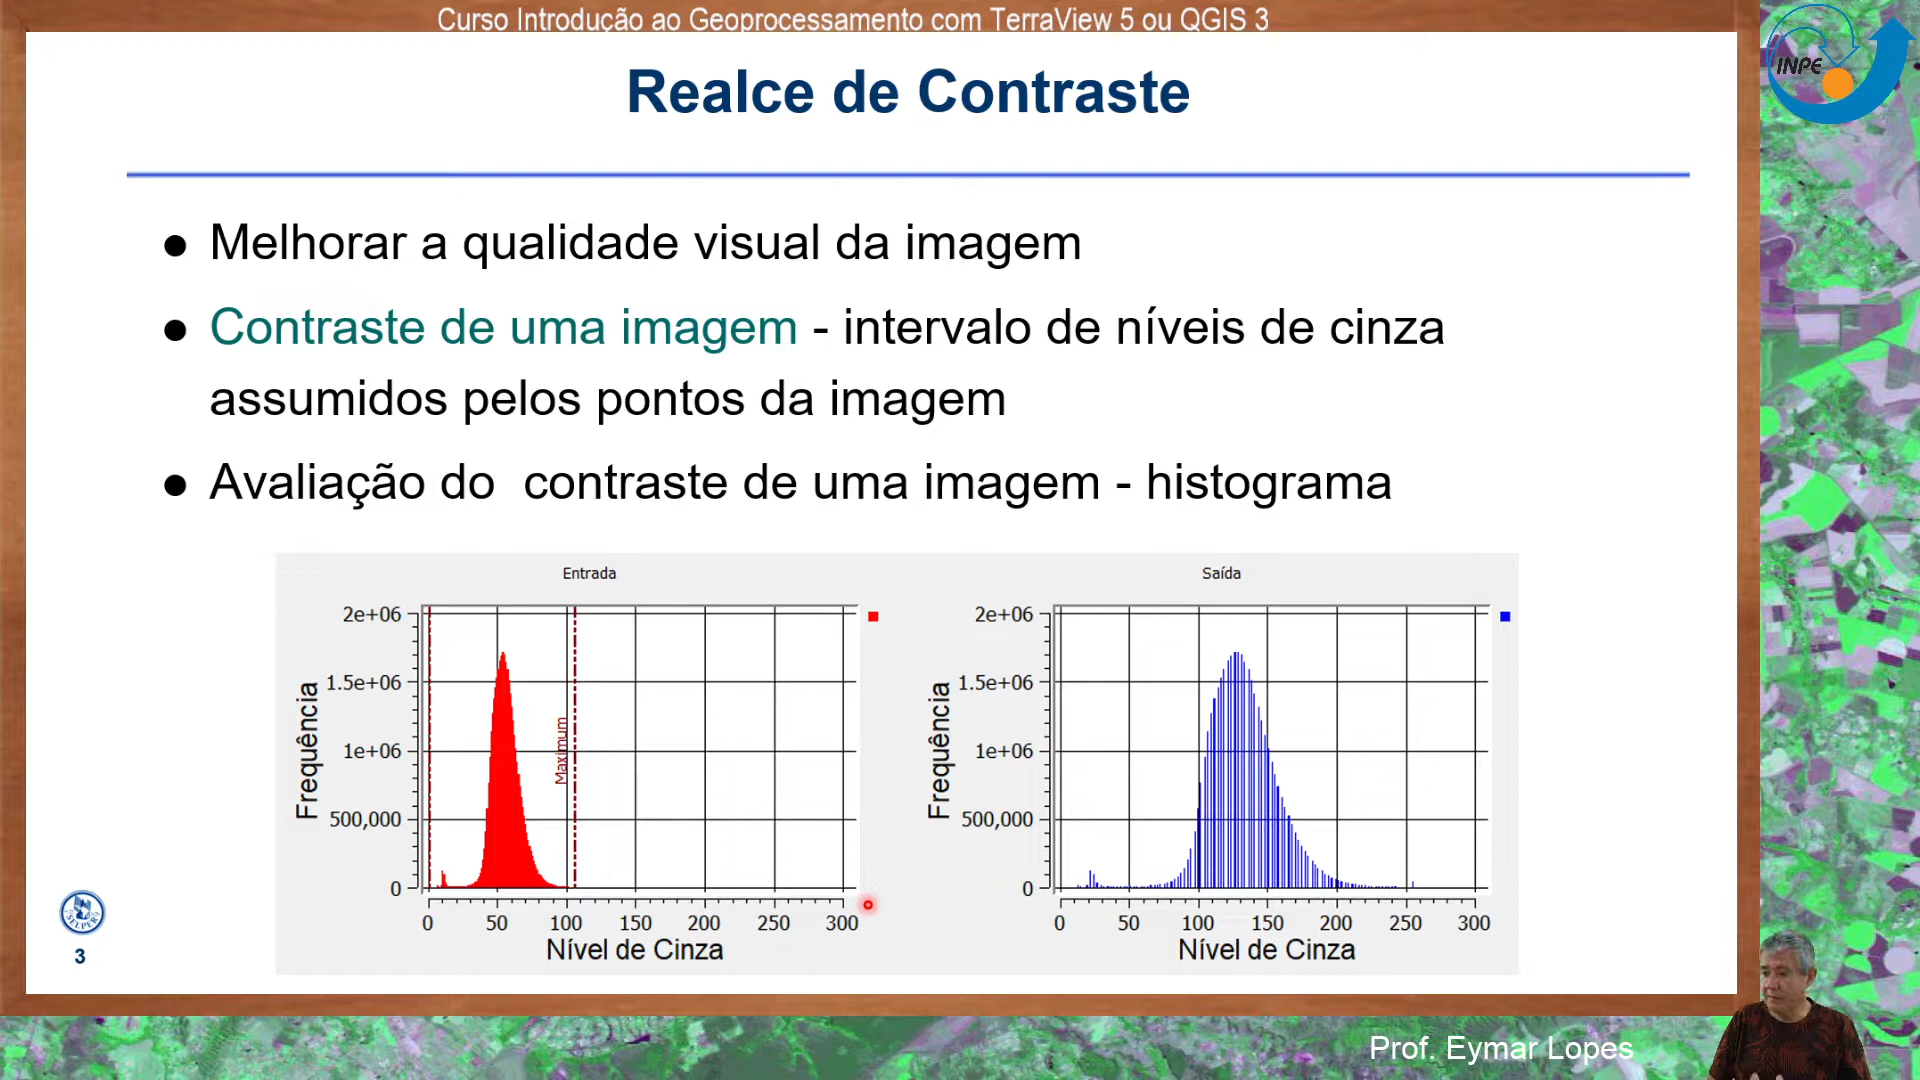 Curso Introdução ao Geoprocessamento com TerraView 5 ou QGIS 3
INPE
Realce de Contraste
● Melhorar a qualidade visual da imagem
● Contraste de uma imagem - intervalo de níveis de cinza
assumidos pelos pontos da imagem
● Avaliação do  contraste de uma imagem - histograma
Entrada
Frequência
2e+06
1.5e+06
1e+06
500,000
0
Maximum
0 50 100 150 200 250 300
Nível de Cinza
Saída
Frequência
2e+06
1.5e+06
1e+06
500,000
0
0 50 100 150 200 250 300
Nível de Cinza
SELPER
3
Prof. Eymar Lopes